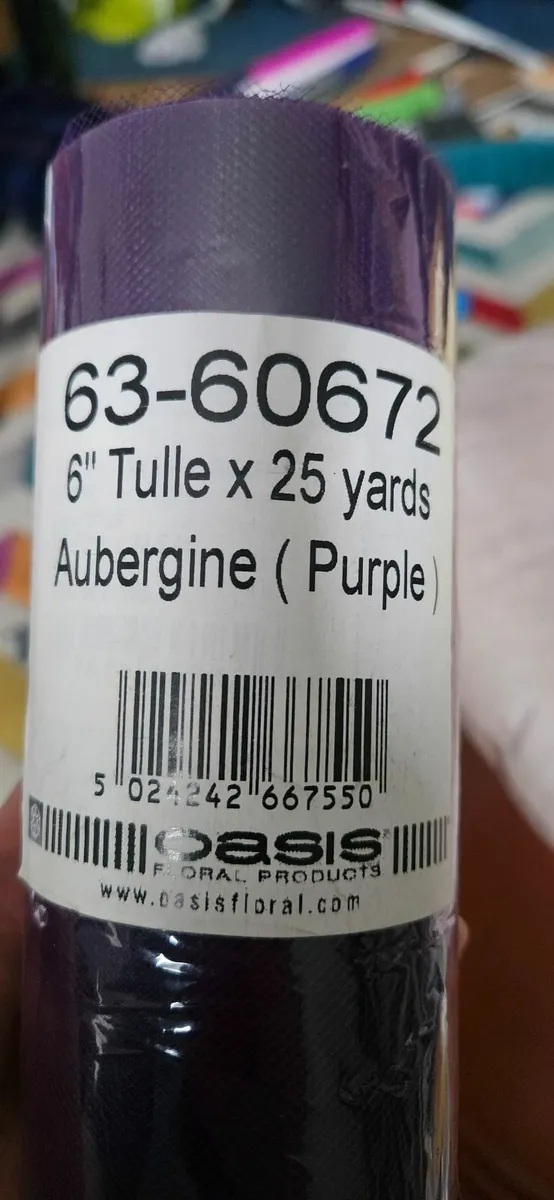 63-60672
6" Tulle x 25 yards
Aubergine ( Purple )
5 024242 667550
oasis
FLORAL PRODUCTS
www.oasisfloral.com